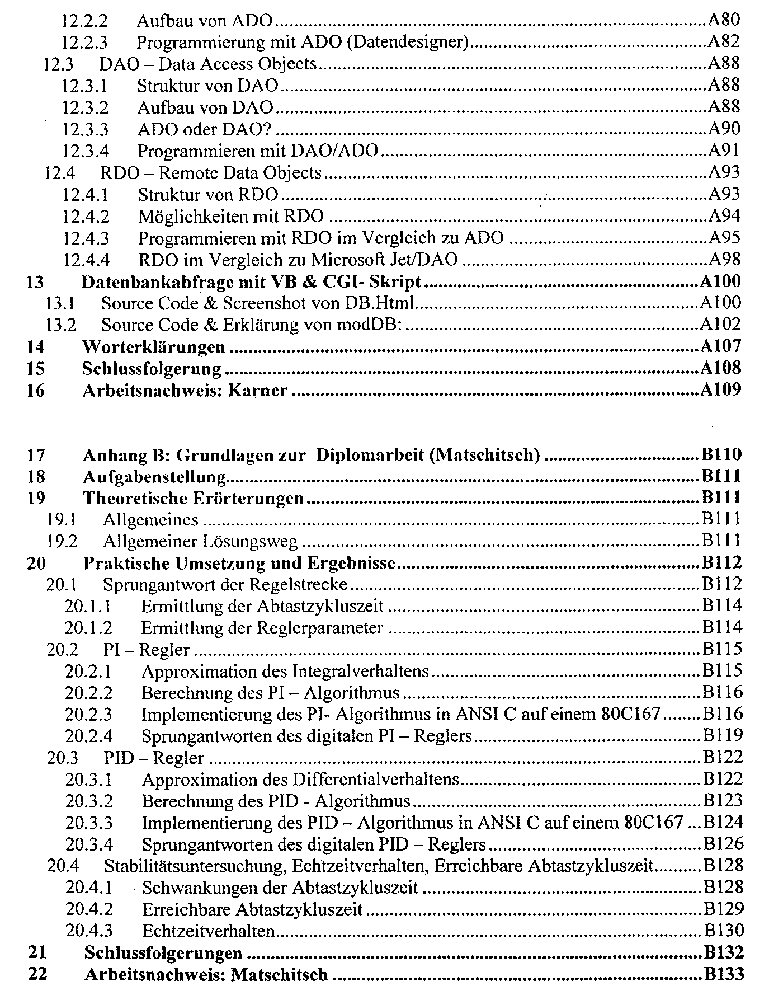 12.2.2 Aufbau von ADO........................A80
12.2.3 Programmierung mit ADO (Datendesigner)........................A82
12.3 DAO – Data Access Objects........................A88
12.3.1 Struktur von DAO........................A88
12.3.2 Aufbau von DAO........................A88
12.3.3 ADO oder DAO? ........................A90
12.3.4 Programmieren mit DAO/ADO........................A91
12.4 RDO – Remote Data Objects........................A93
12.4.1 Struktur von RDO ........................A93
12.4.2 Möglichkeiten mit RDO ........................A94
12.4.3 Programmieren mit RDO im Vergleich zu ADO ........................A95
12.4.4 RDO im Vergleich zu Microsoft Jet/DAO ........................A98
13 Datenbankabfrage mit VB & CGI- Skript........................A100
13.1 Source Code & Screenshot von DB.Html........................A100
13.2 Source Code & Erklärung von modDB: ........................A102
14 Worterklärungen ........................A107
15 Schlussfolgerung ........................A108
16 Arbeitsnachweis: Karner ........................A109
17 Anhang B: Grundlagen zur Diplomarbeit (Matschitsch) ........................B110
18 Aufgabenstellung........................B111
19 Theoretische Erörterungen........................B111
19.1 Allgemeines ........................B111
19.2 Allgemeiner Lösungsweg ........................B111
20 Praktische Umsetzung und Ergebnisse........................B112
20.1 Sprungantwort der Regelstrecke........................B112
20.1.1 Ermittlung der Abtastzykluszeit ........................B114
20.1.2 Ermittlung der Reglerparameter ........................B114
20.2 PI – Regler ........................B115
20.2.1 Approximation des Integralverhaltens........................B115
20.2.2 Berechnung des PI – Algorithmus ........................B116
20.2.3 Implementierung des PI- Algorithmus in ANSI C auf einem 80C167........B116
20.2.4 Sprungantworten des digitalen PI – Reglers........................B119
20.3 PID – Regler ........................B122
20.3.1 Approximation des Differentialverhaltens........................B122
20.3.2 Berechnung des PID - Algorithmus........................B123
20.3.3 Implementierung des PID – Algorithmus in ANSI C auf einem 80C167 ...B124
20.3.4 Sprungantworten des digitalen PID – Reglers........................B126
20.4 Stabilitätsuntersuchung, Echtzeitverhalten, Erreichbare Abtastzykluszeit..........B128
20.4.1 Schwankungen der Abtastzykluszeit ........................B128
20.4.2 Erreichbare Abtastzykluszeit ........................B129
20.4.3 Echtzeitverhalten........................B130
21 Schlussfolgerungen ........................B132
22 Arbeitsnachweis: Matschitsch ........................B133